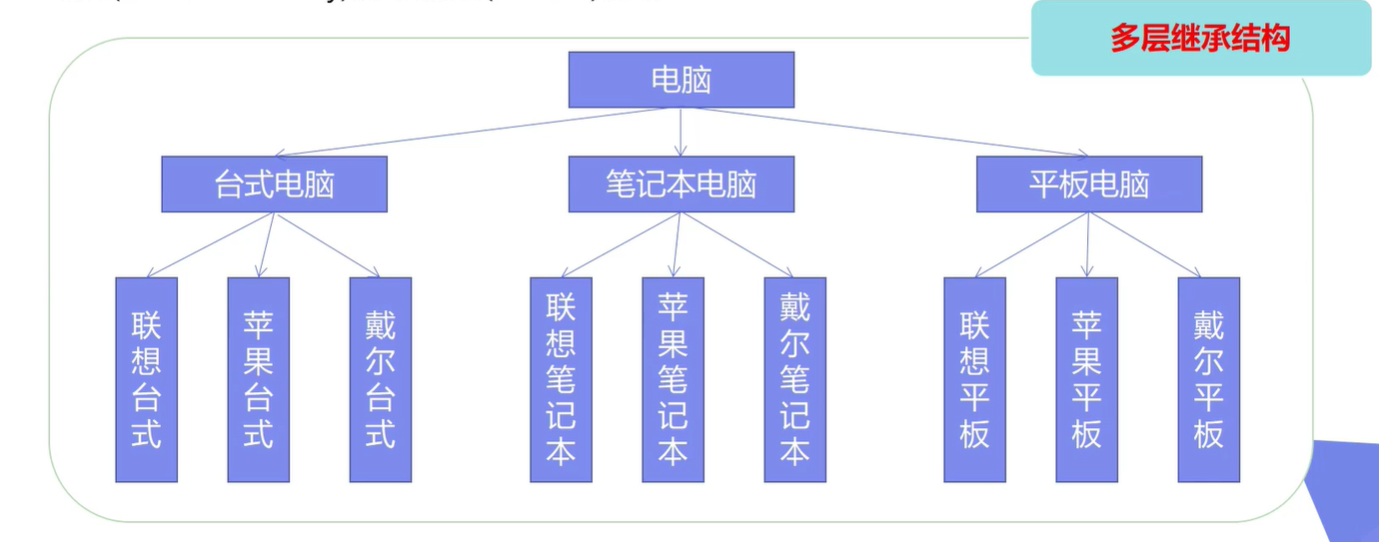 多层继承结构
电脑
台式电脑
笔记本电脑
平板电脑
联想台式
苹果台式
戴尔台式
联想笔记本
苹果笔记本
戴尔笔记本
联想平板
苹果平板
戴尔平板